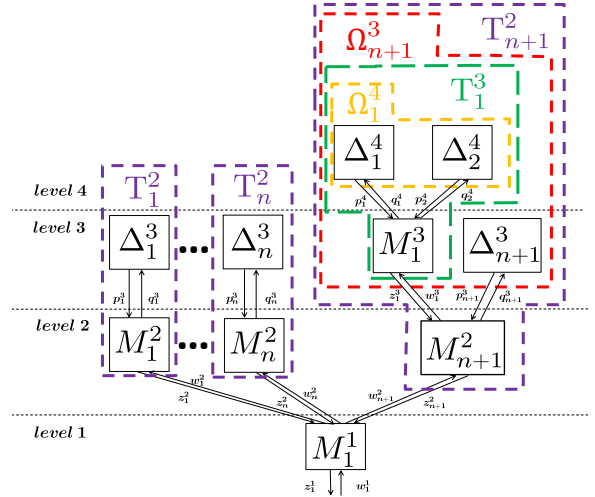 Ω³ₙ₊₁ T²ₙ₊₁
T³₁
Ω⁴₁
Δ⁴₁ Δ⁴₂
T²₁ T²ₙ
level 4 p⁴₁ q⁴₁ p⁴₂ q⁴₂
level 3
Δ³₁ ••• Δ³ₙ M³₁ Δ³ₙ₊₁
p³₁ q³₁ p³ₙ q³ₙ z³₁ w³₁ p³ₙ₊₁ q³ₙ₊₁
level 2
M²₁ ••• M²ₙ M²ₙ₊₁
w²₁ z²₁ w²ₙ z²ₙ w²ₙ₊₁ z²ₙ₊₁
level 1
M¹₁
z¹₁ w¹₁